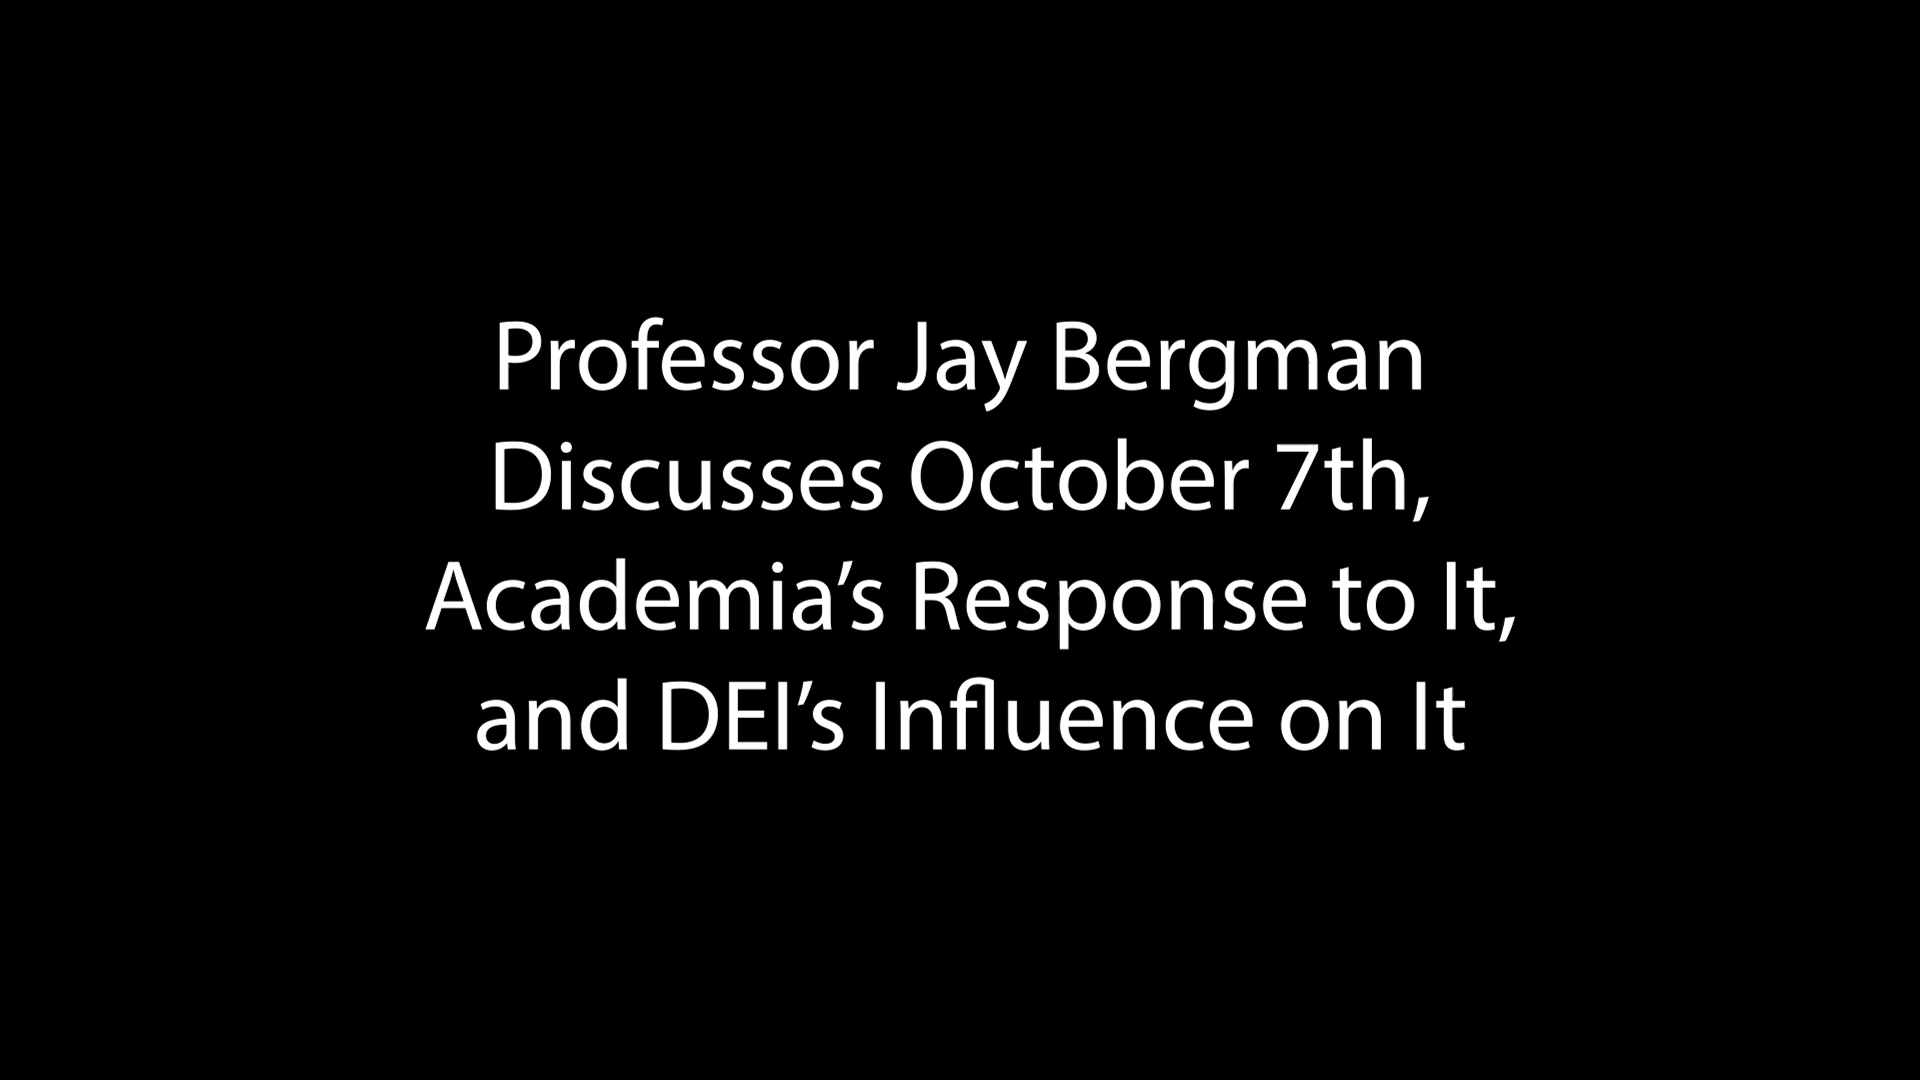 Professor Jay Bergman
Discusses October 7th,
Academia’s Response to It,
and DEI’s Influence on It